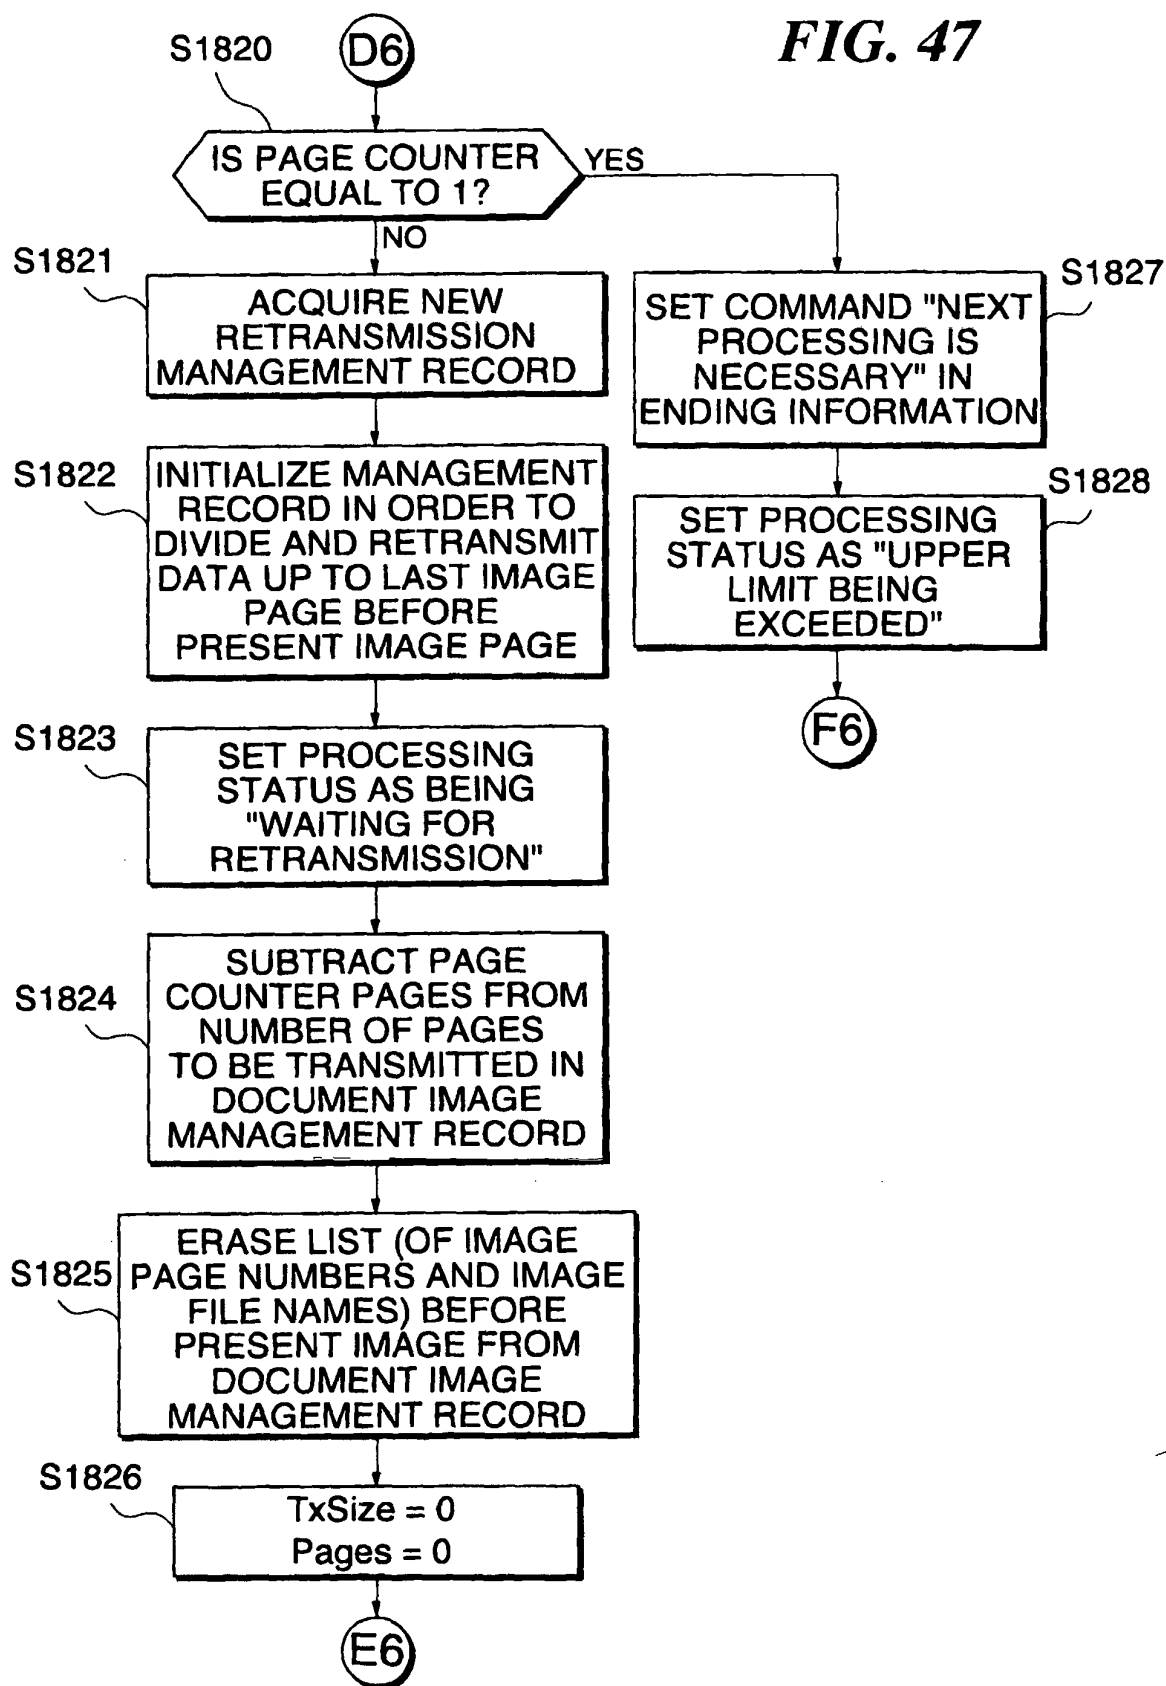 FIG. 47
D6
S1820
IS PAGE COUNTER
EQUAL TO 1?
YES
NO
S1821
ACQUIRE NEW
RETRANSMISSION
MANAGEMENT RECORD
S1822
INITIALIZE MANAGEMENT
RECORD IN ORDER TO
DIVIDE AND RETRANSMIT
DATA UP TO LAST IMAGE
PAGE BEFORE
PRESENT IMAGE PAGE
S1823
SET PROCESSING
STATUS AS BEING
"WAITING FOR
RETRANSMISSION"
S1824
SUBTRACT PAGE
COUNTER PAGES FROM
NUMBER OF PAGES
TO BE TRANSMITTED IN
DOCUMENT IMAGE
MANAGEMENT RECORD
S1825
ERASE LIST (OF IMAGE
PAGE NUMBERS AND IMAGE
FILE NAMES) BEFORE
PRESENT IMAGE FROM
DOCUMENT IMAGE
MANAGEMENT RECORD
S1826
TxSize = 0
Pages = 0
E6
S1827
SET COMMAND "NEXT
PROCESSING IS
NECESSARY" IN
ENDING INFORMATION
S1828
SET PROCESSING
STATUS AS "UPPER
LIMIT BEING
EXCEEDED"
F6